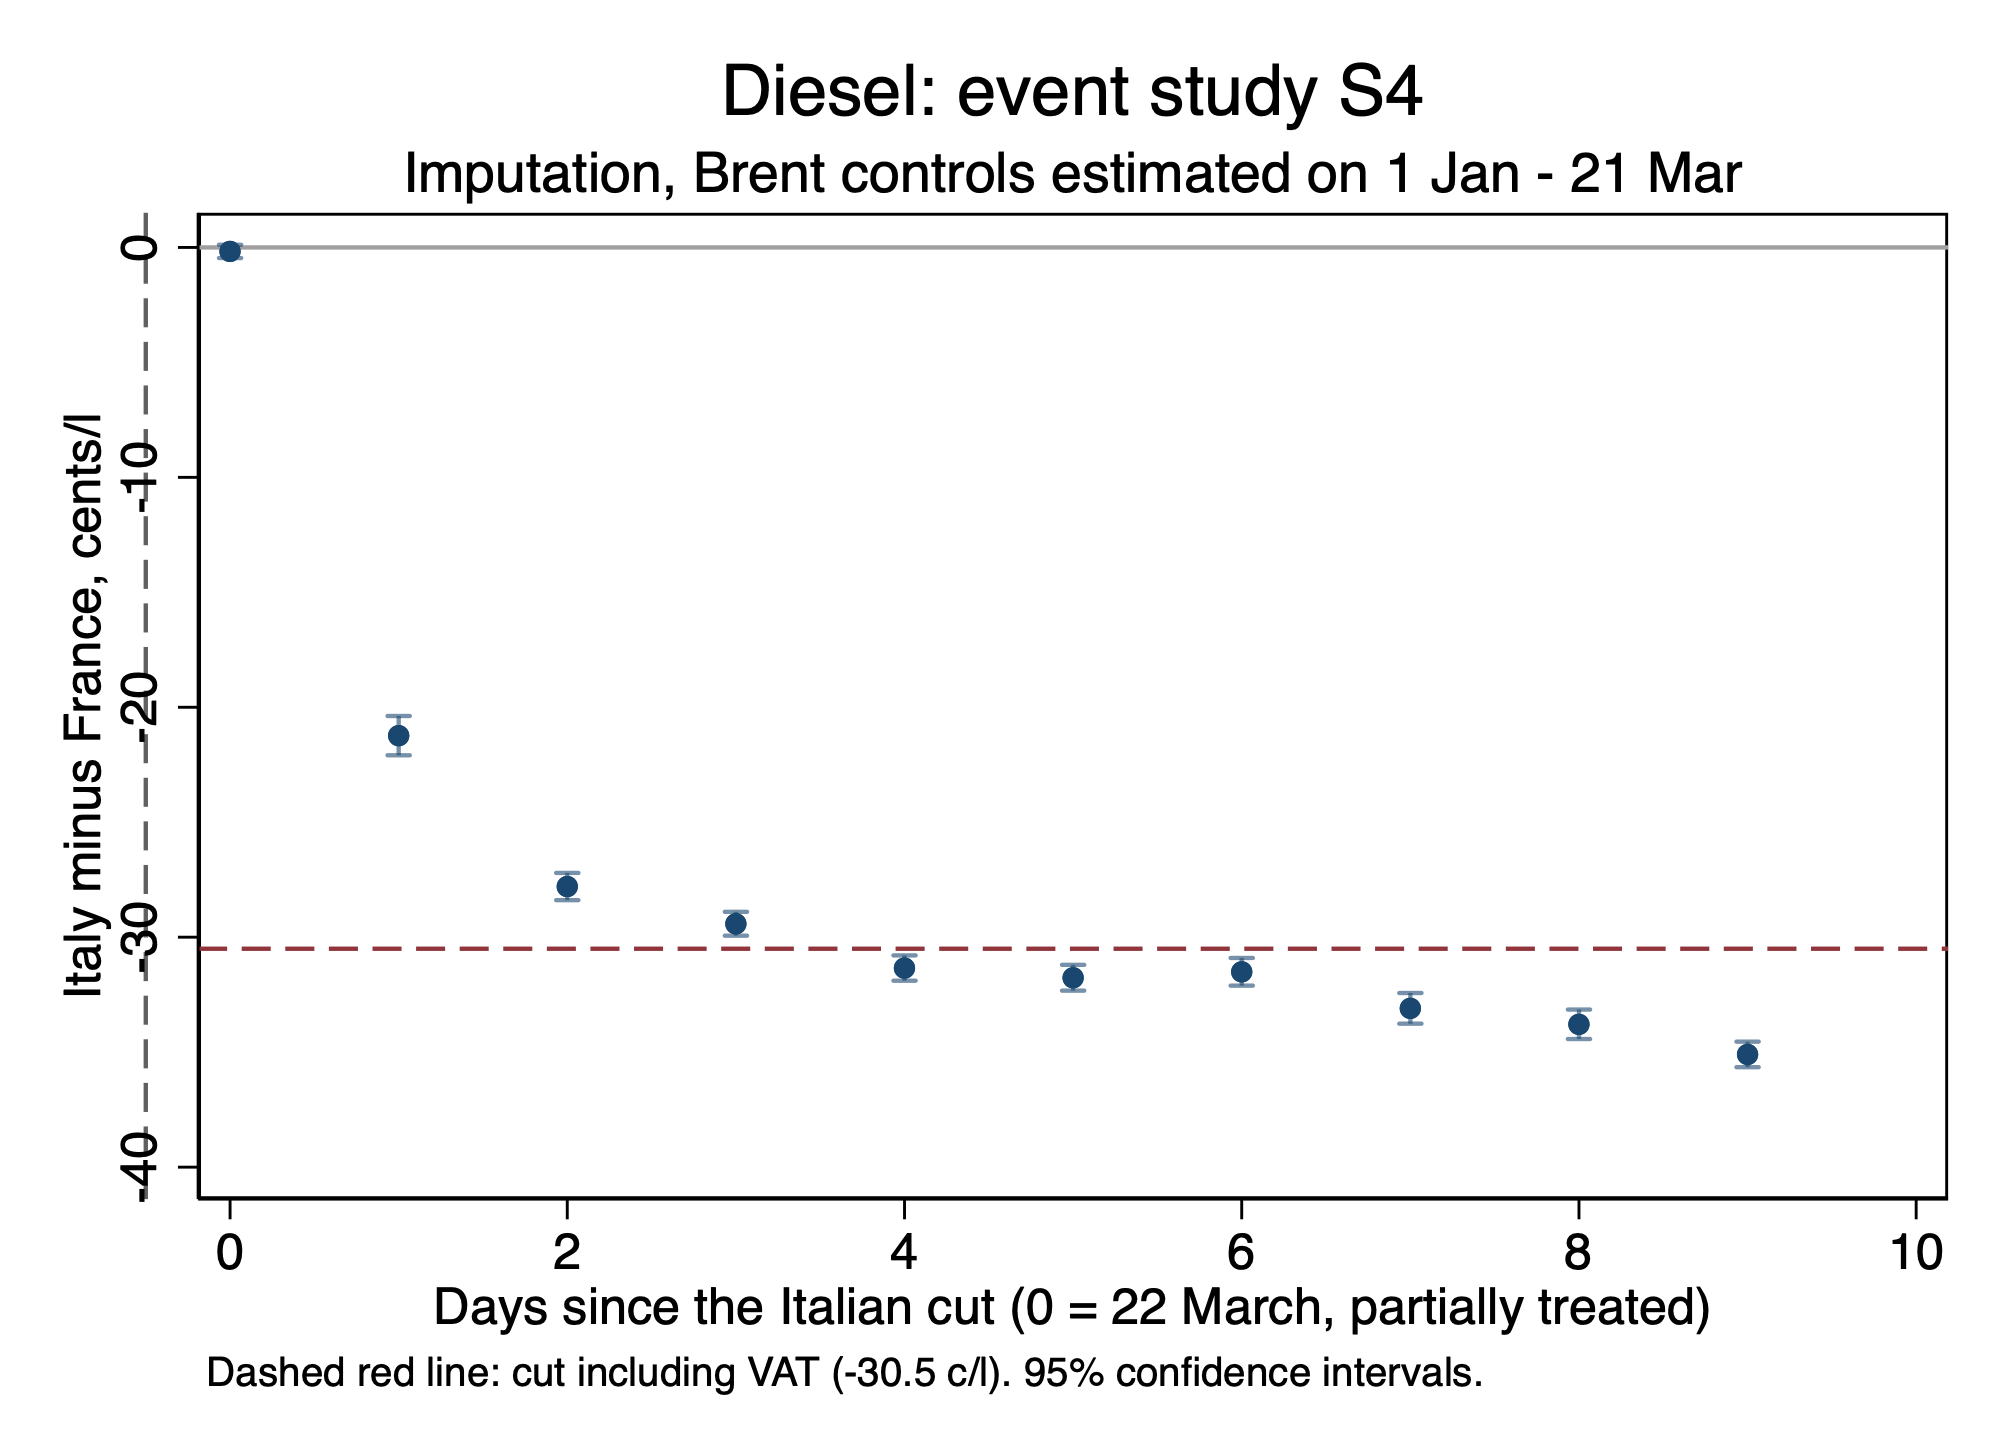 Diesel: event study S4
Imputation, Brent controls estimated on 1 Jan - 21 Mar
Italy minus France, cents/l
0
-10
-20
-30
-40
0 2 4 6 8 10
Days since the Italian cut (0 = 22 March, partially treated)
Dashed red line: cut including VAT (-30.5 c/l). 95% confidence intervals.